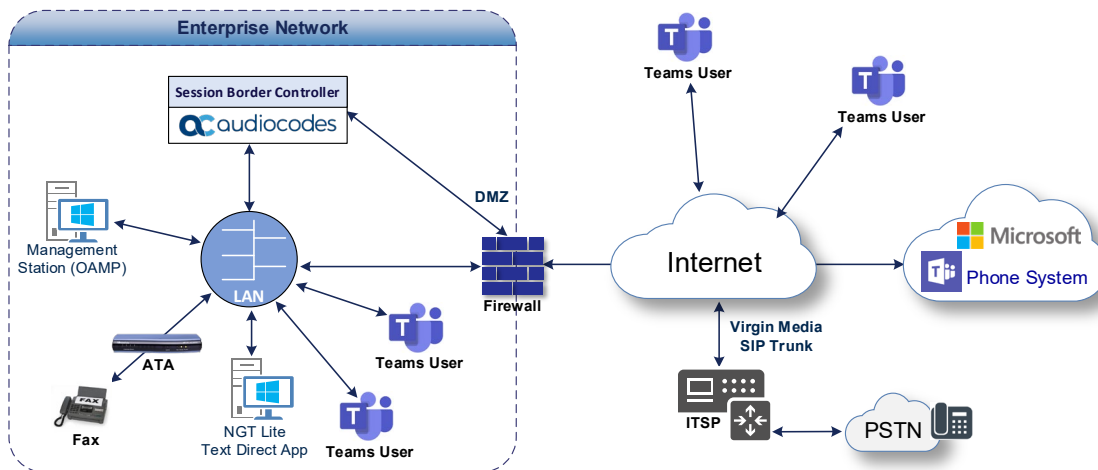 Enterprise Network
Session Border Controller
audiocodes
DMZ
Management
Station (OAMP)
LAN
Firewall
ATA
FAX
Fax
NGT Lite
Text Direct App
Teams User
Teams User
Teams User
Teams User
Internet
Microsoft
Phone System
Virgin Media
SIP Trunk
ITSP
PSTN